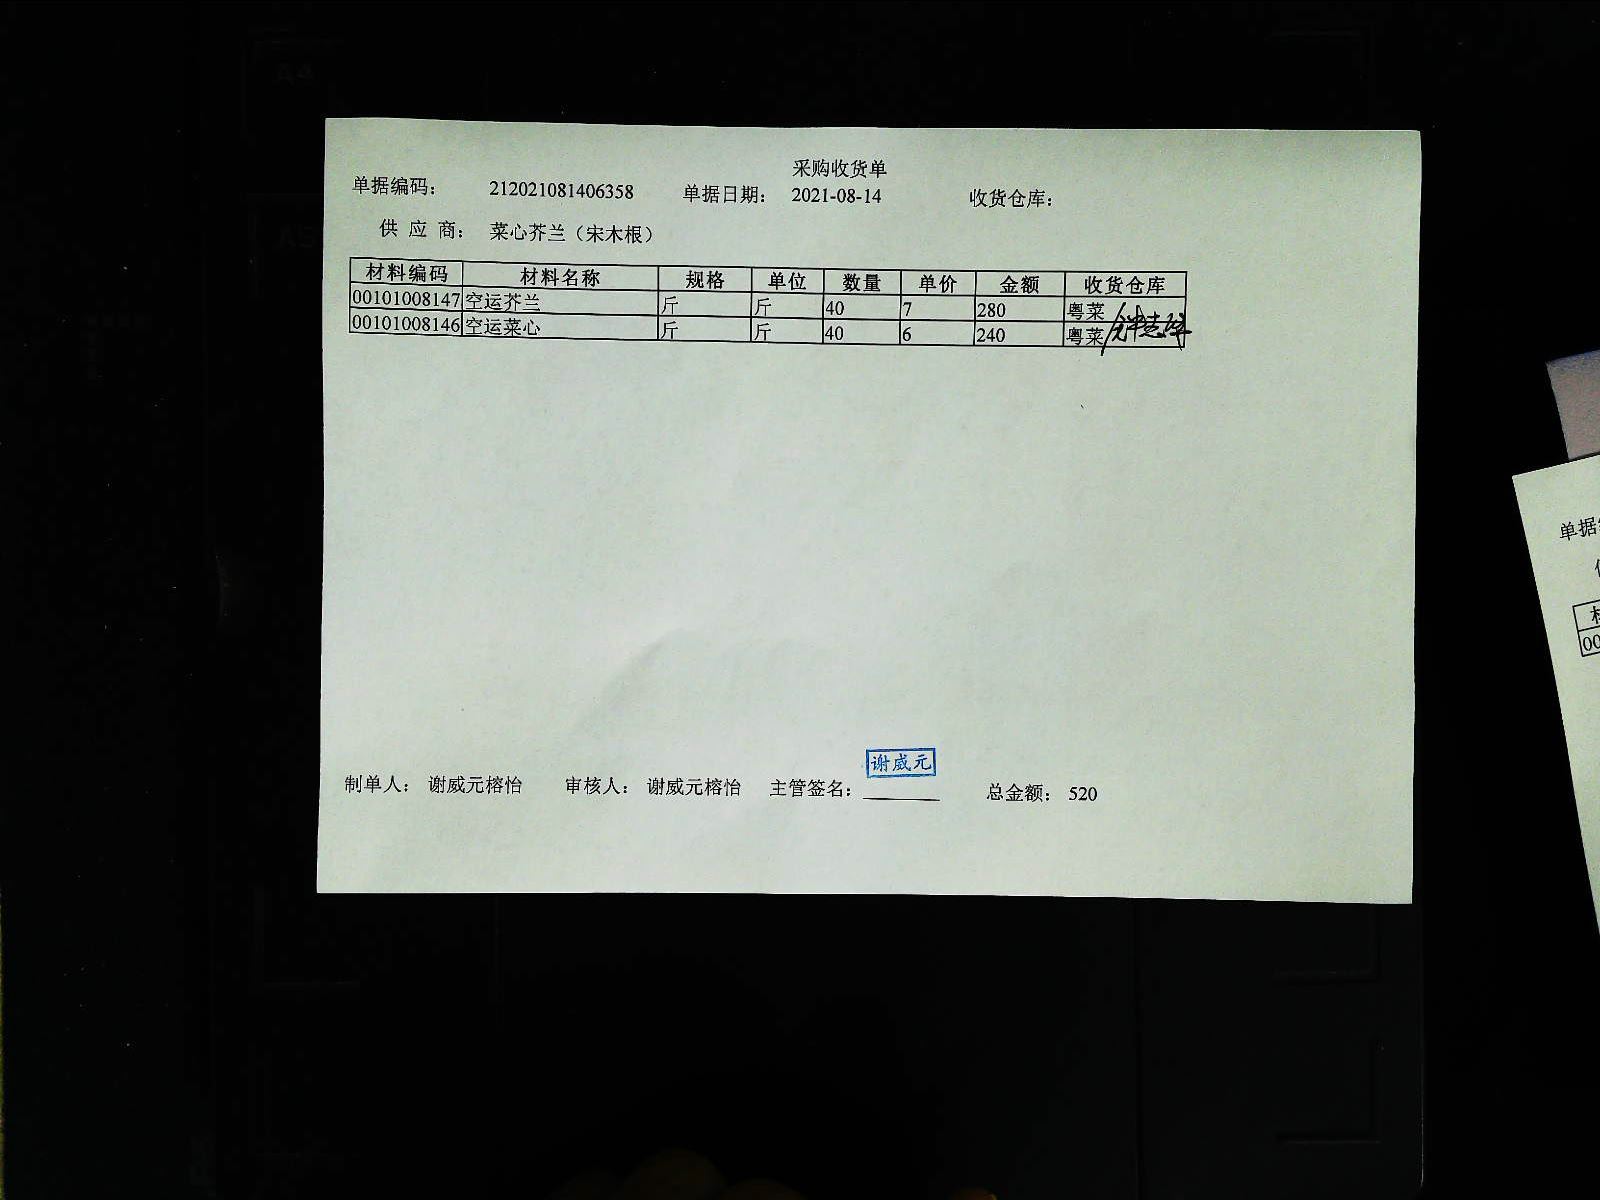 采购收货单
单据编码： 212021081406358 单据日期： 2021-08-14 收货仓库：
供 应 商： 菜心芥兰（宋木根）
材料编码 材料名称 规格 单位 数量 单价 金额 收货仓库
00101008147 空运芥兰 斤 斤 40 7 280 粤菜
00101008146 空运菜心 斤 斤 40 6 240 粤菜
谢威元
制单人： 谢威元榕怡 审核人： 谢威元榕怡 主管签名： 总金额： 520
单据
00